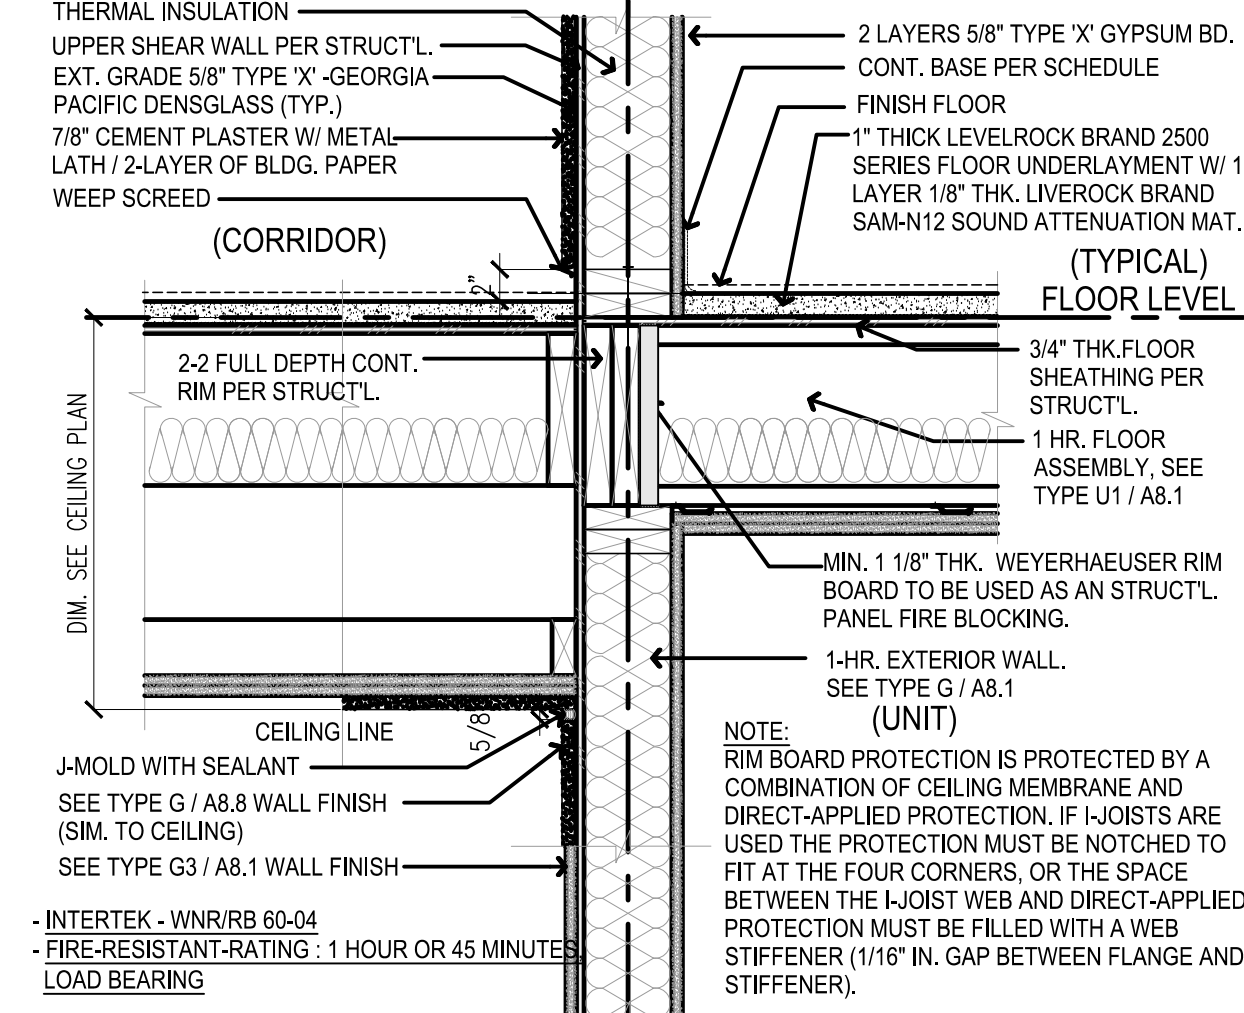 THERMAL INSULATION
UPPER SHEAR WALL PER STRUCT'L.
EXT. GRADE 5/8" TYPE 'X' -GEORGIA
PACIFIC DENSGLASS (TYP.)
7/8" CEMENT PLASTER W/ METAL
LATH / 2-LAYER OF BLDG. PAPER
WEEP SCREED
(CORRIDOR)
2"
2 LAYERS 5/8" TYPE 'X' GYPSUM BD.
CONT. BASE PER SCHEDULE
FINISH FLOOR
1" THICK LEVELROCK BRAND 2500
SERIES FLOOR UNDERLAYMENT W/ 1
LAYER 1/8" THK. LIVEROCK BRAND
SAM-N12 SOUND ATTENUATION MAT.
(TYPICAL)
FLOOR LEVEL
2-2 FULL DEPTH CONT.
RIM PER STRUCT'L.
3/4" THK.FLOOR
SHEATHING PER
STRUCT'L.
1 HR. FLOOR
ASSEMBLY, SEE
TYPE U1 / A8.1
DIM. SEE CEILING PLAN
MIN. 1 1/8" THK. WEYERHAEUSER RIM
BOARD TO BE USED AS AN STRUCT'L.
PANEL FIRE BLOCKING.
1-HR. EXTERIOR WALL.
SEE TYPE G / A8.1
(UNIT)
CEILING LINE
5/8"
J-MOLD WITH SEALANT
SEE TYPE G / A8.8 WALL FINISH
(SIM. TO CEILING)
SEE TYPE G3 / A8.1 WALL FINISH
- INTERTEK - WNR/RB 60-04
- FIRE-RESISTANT-RATING : 1 HOUR OR 45 MINUTES,
LOAD BEARING
NOTE:
RIM BOARD PROTECTION IS PROTECTED BY A
COMBINATION OF CEILING MEMBRANE AND
DIRECT-APPLIED PROTECTION. IF I-JOISTS ARE
USED THE PROTECTION MUST BE NOTCHED TO
FIT AT THE FOUR CORNERS, OR THE SPACE
BETWEEN THE I-JOIST WEB AND DIRECT-APPLIED
PROTECTION MUST BE FILLED WITH A WEB
STIFFENER (1/16" IN. GAP BETWEEN FLANGE AND
STIFFENER).